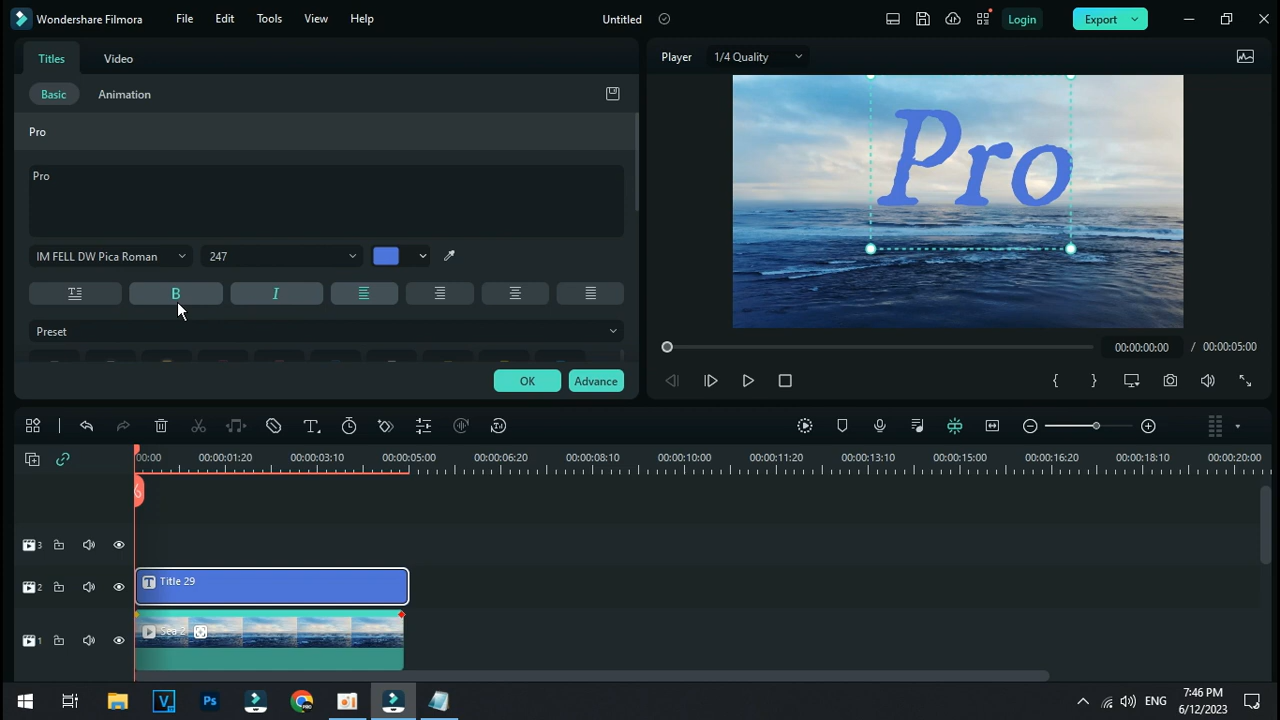 Wondershare Filmora File Edit Tools View Help Untitled Login Export
Titles Video
Basic Animation
Pro
Pro
IM FELL DW Pica Roman 247
B I
Preset
OK Advance
Player 1/4 Quality
Pro
00:00:00:00 / 00:00:05:00
{ }
00:00 00:00:01:20 00:00:03:10 00:00:05:00 00:00:06:20 00:00:08:10 00:00:10:00 00:00:11:20 00:00:13:10 00:00:15:00 00:00:16:20 00:00:18:10 00:00:20:00
3
2 T Title 29
1 Sea 2
V Ps PRO ENG 7:46 PM
6/12/2023